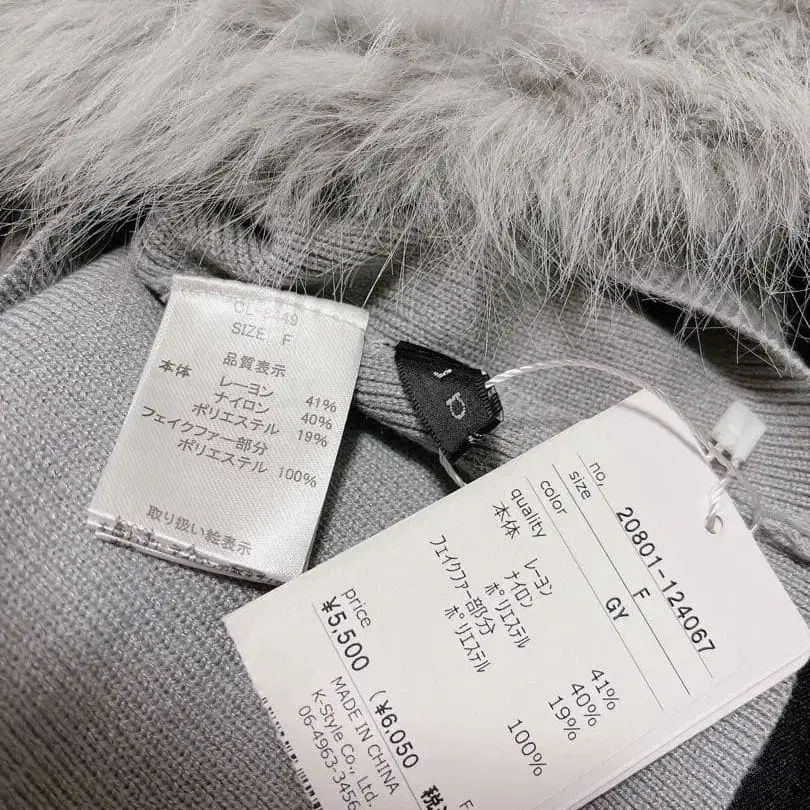 SIZE F
品質表示
本体 レーヨン 41%
ナイロン 40%
ポリエステル 19%
フェイクファー部分
ポリエステル 100%
取り扱い絵表示
no, 20801-124067
size F
color GY
quality
本体 レーヨン 41%
ナイロン 40%
ポリエステル 19%
フェイクファー部分
ポリエステル 100%
price
¥5,500 (¥6,050
MADE IN CHINA
K-Style Co., Ltd.
06-4963-3456